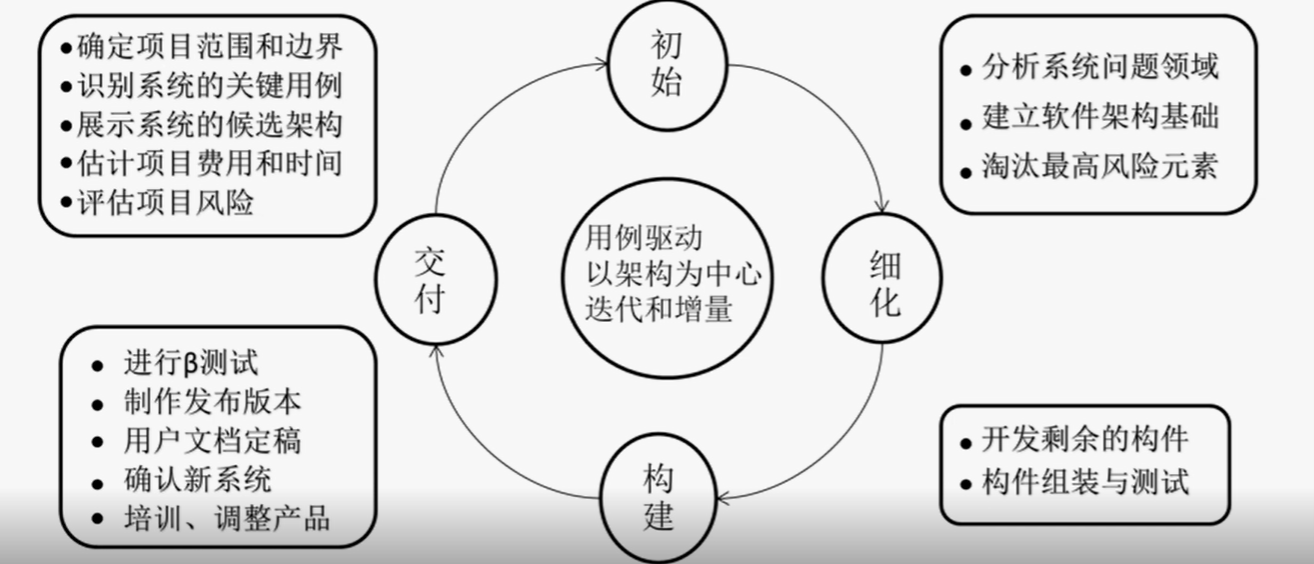 ●确定项目范围和边界
●识别系统的关键用例
●展示系统的候选架构
●估计项目费用和时间
●评估项目风险
初
始
● 分析系统问题领域
● 建立软件架构基础
● 淘汰最高风险元素
用例驱动
以架构为中心
迭代和增量
交
付
细
化
● 进行β测试
● 制作发布版本
● 用户文档定稿
● 确认新系统
● 培训、调整产品
构
建
● 开发剩余的构件
● 构件组装与测试